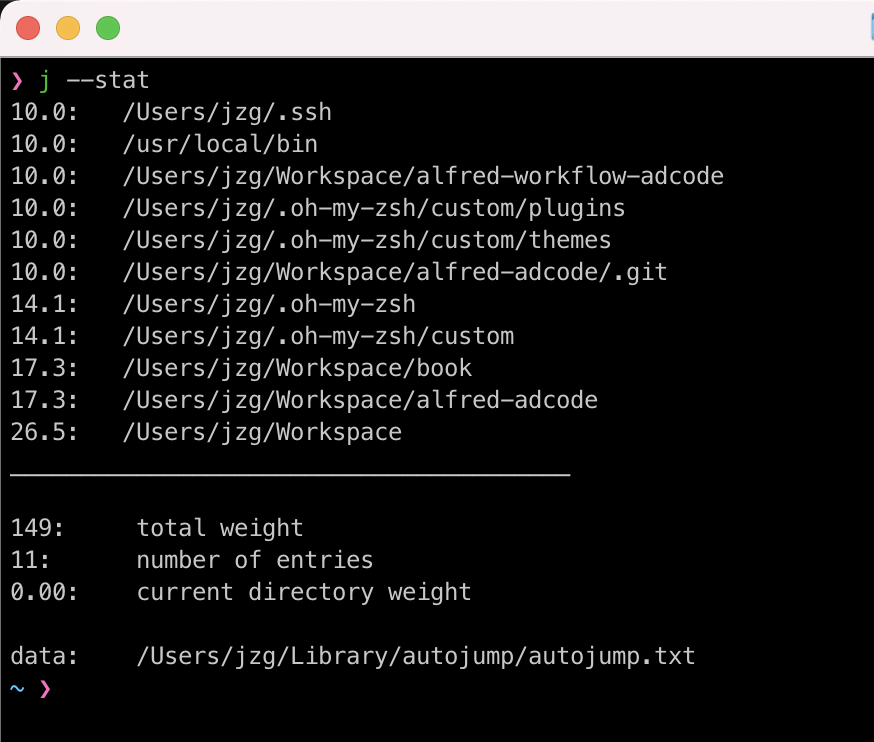 ❯ j --stat
10.0:   /Users/jzg/.ssh
10.0:   /usr/local/bin
10.0:   /Users/jzg/Workspace/alfred-workflow-adcode
10.0:   /Users/jzg/.oh-my-zsh/custom/plugins
10.0:   /Users/jzg/.oh-my-zsh/custom/themes
10.0:   /Users/jzg/Workspace/alfred-adcode/.git
14.1:   /Users/jzg/.oh-my-zsh
14.1:   /Users/jzg/.oh-my-zsh/custom
17.3:   /Users/jzg/Workspace/book
17.3:   /Users/jzg/Workspace/alfred-adcode
26.5:   /Users/jzg/Workspace
________________________________________
149:     total weight
11:      number of entries
0.00:    current directory weight
data:    /Users/jzg/Library/autojump/autojump.txt
~ ❯